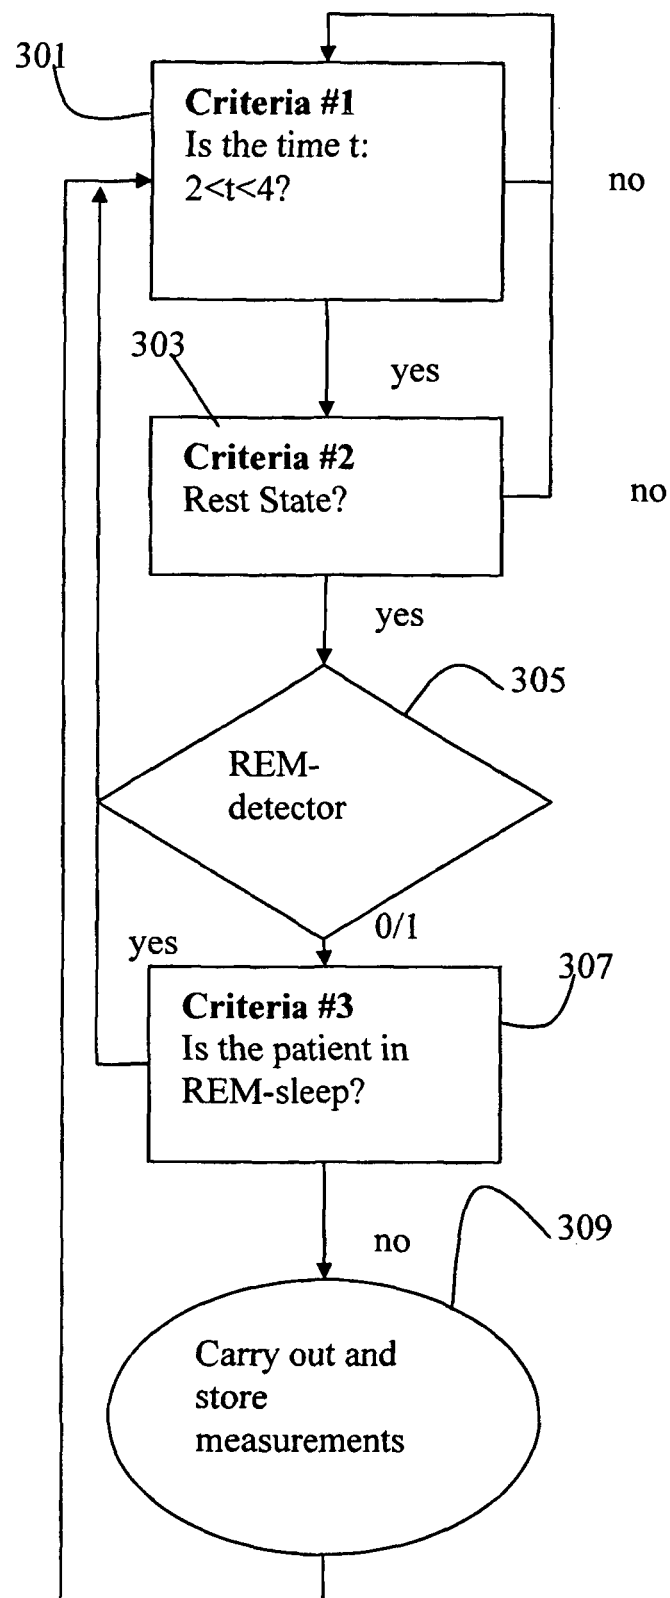 301
Criteria #1
Is the time t:
2<t<4?
no
303
yes
Criteria #2
Rest State?
no
yes
305
REM-
detector
0/1
yes
307
Criteria #3
Is the patient in
REM-sleep?
309
no
Carry out and
store
measurements